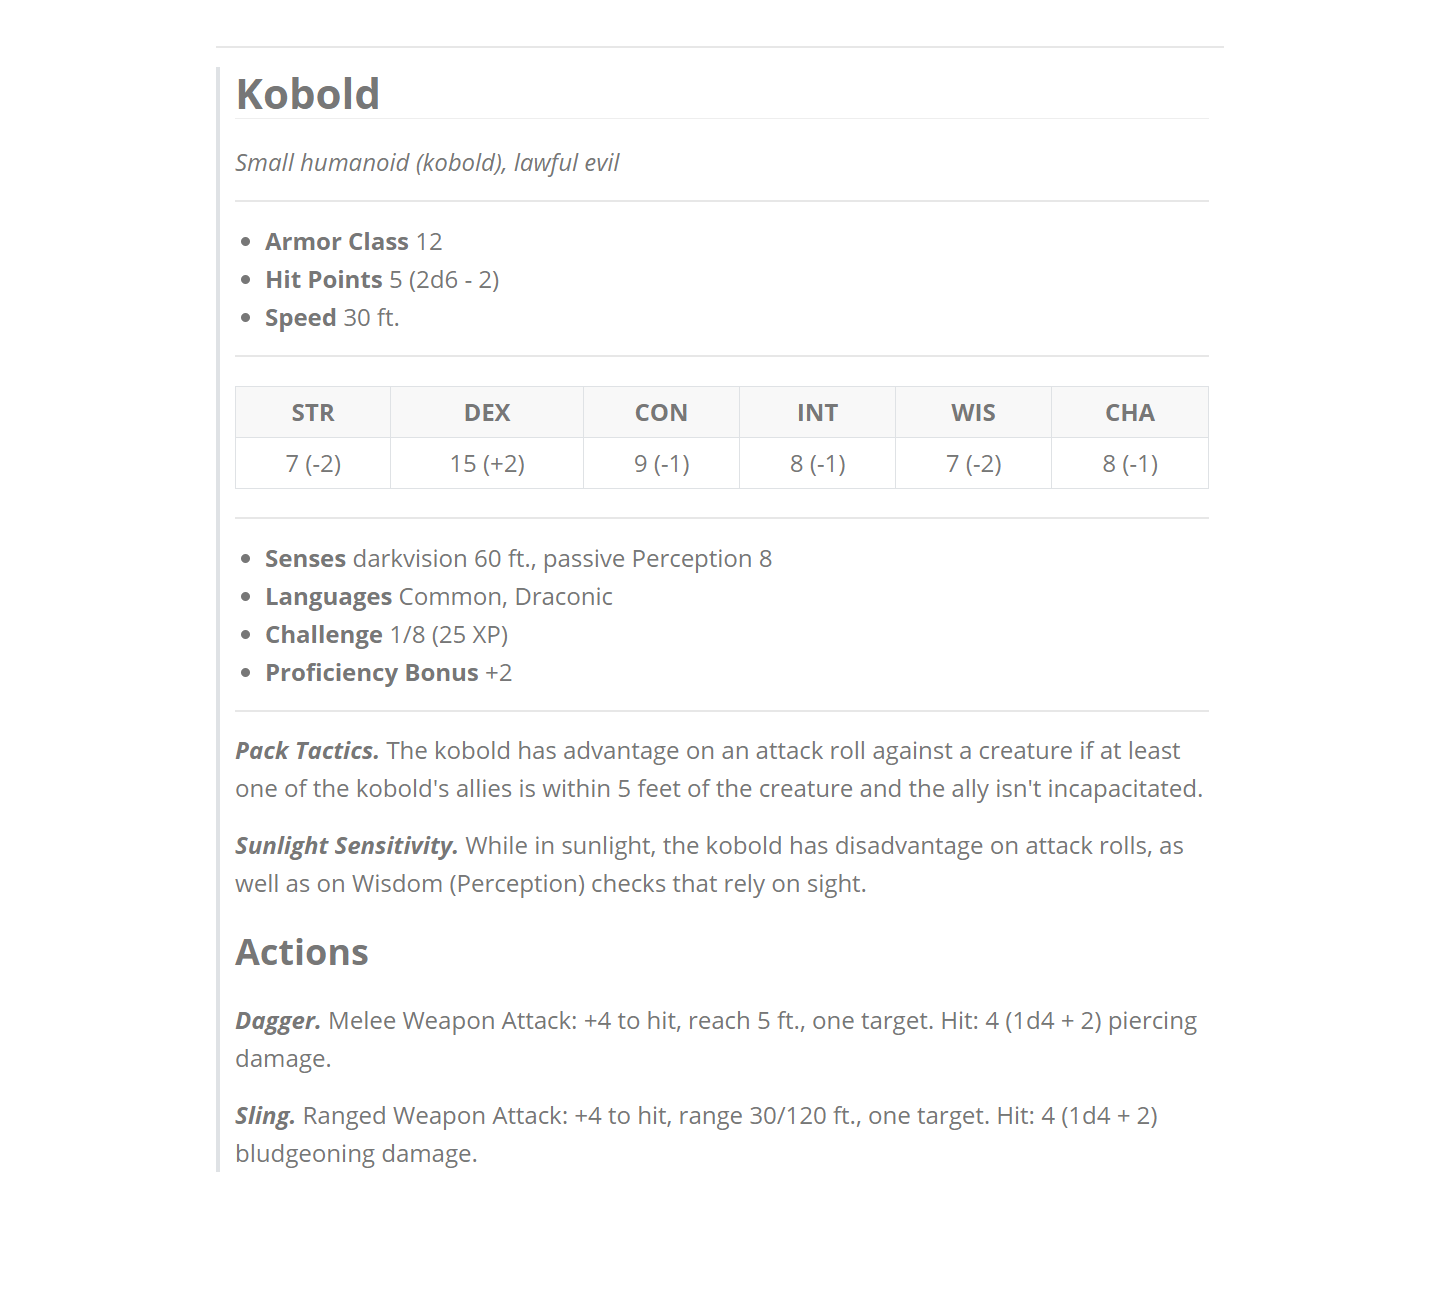 Kobold
Small humanoid (kobold), lawful evil
Armor Class 12
Hit Points 5 (2d6 - 2)
Speed 30 ft.
STR DEX CON INT WIS CHA
7 (-2) 15 (+2) 9 (-1) 8 (-1) 7 (-2) 8 (-1)
Senses darkvision 60 ft., passive Perception 8
Languages Common, Draconic
Challenge 1/8 (25 XP)
Proficiency Bonus +2
Pack Tactics. The kobold has advantage on an attack roll against a creature if at least
one of the kobold's allies is within 5 feet of the creature and the ally isn't incapacitated.
Sunlight Sensitivity. While in sunlight, the kobold has disadvantage on attack rolls, as
well as on Wisdom (Perception) checks that rely on sight.
Actions
Dagger. Melee Weapon Attack: +4 to hit, reach 5 ft., one target. Hit: 4 (1d4 + 2) piercing
damage.
Sling. Ranged Weapon Attack: +4 to hit, range 30/120 ft., one target. Hit: 4 (1d4 + 2)
bludgeoning damage.